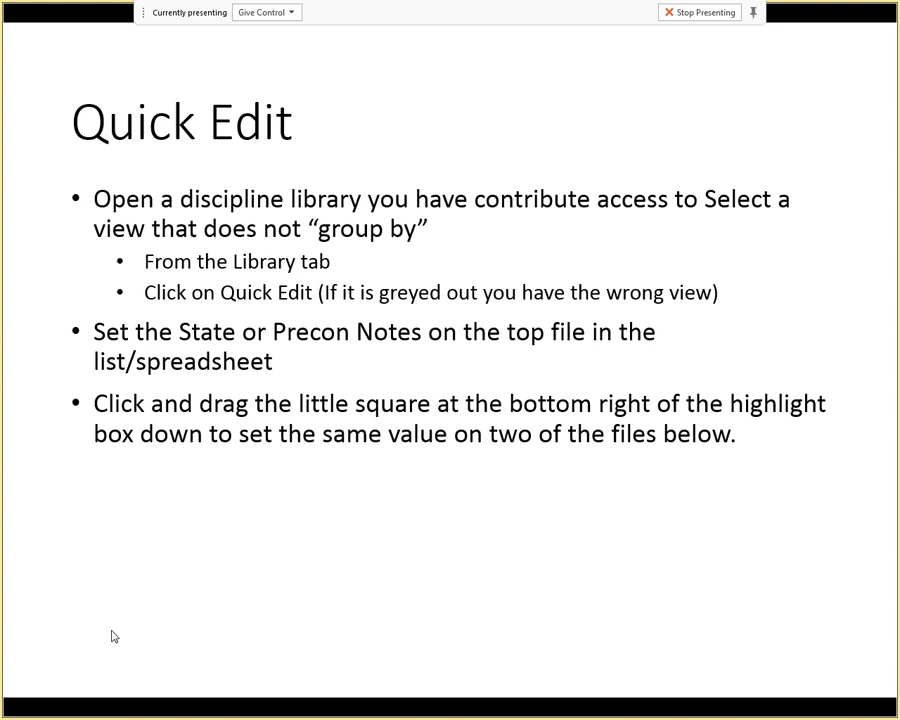 Currently presenting Give Control Stop Presenting
Quick Edit
• Open a discipline library you have contribute access to Select a
view that does not “group by”
• From the Library tab
• Click on Quick Edit (If it is greyed out you have the wrong view)
• Set the State or Precon Notes on the top file in the
list/spreadsheet
• Click and drag the little square at the bottom right of the highlight
box down to set the same value on two of the files below.